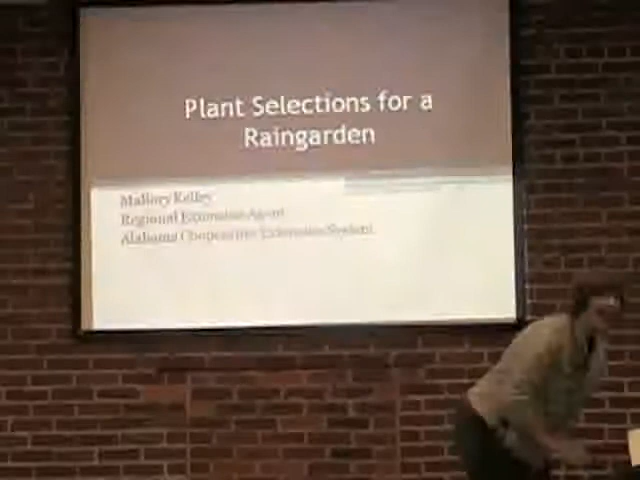 Plant Selections for a
Raingarden
Mallory Kelley
Regional Extension Agent
Alabama Cooperative Extension System